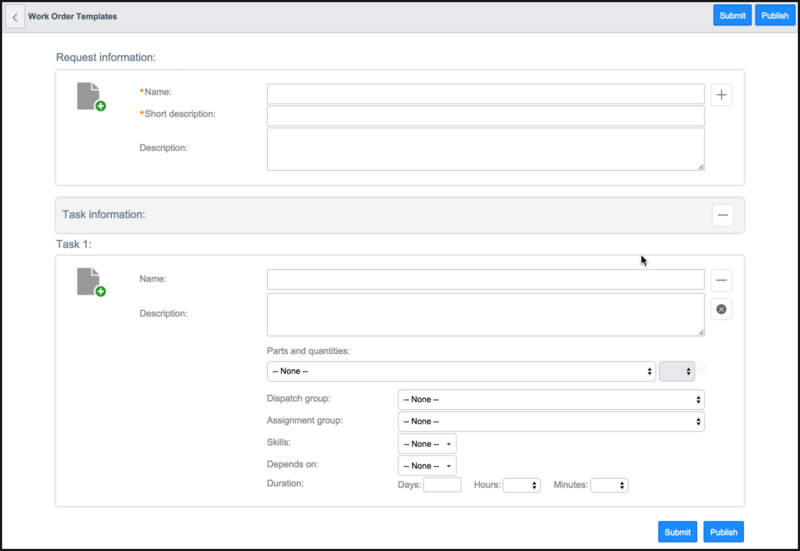 Work Order Templates
Submit
Publish
Request information:
*Name:
*Short description:
Description:
Task information:
Task 1:
Name:
Description:
Parts and quantities:
-- None --
Dispatch group:
-- None --
Assignment group:
-- None --
Skills:
-- None --
Depends on:
-- None --
Duration:
Days:
Hours:
Minutes:
Submit
Publish